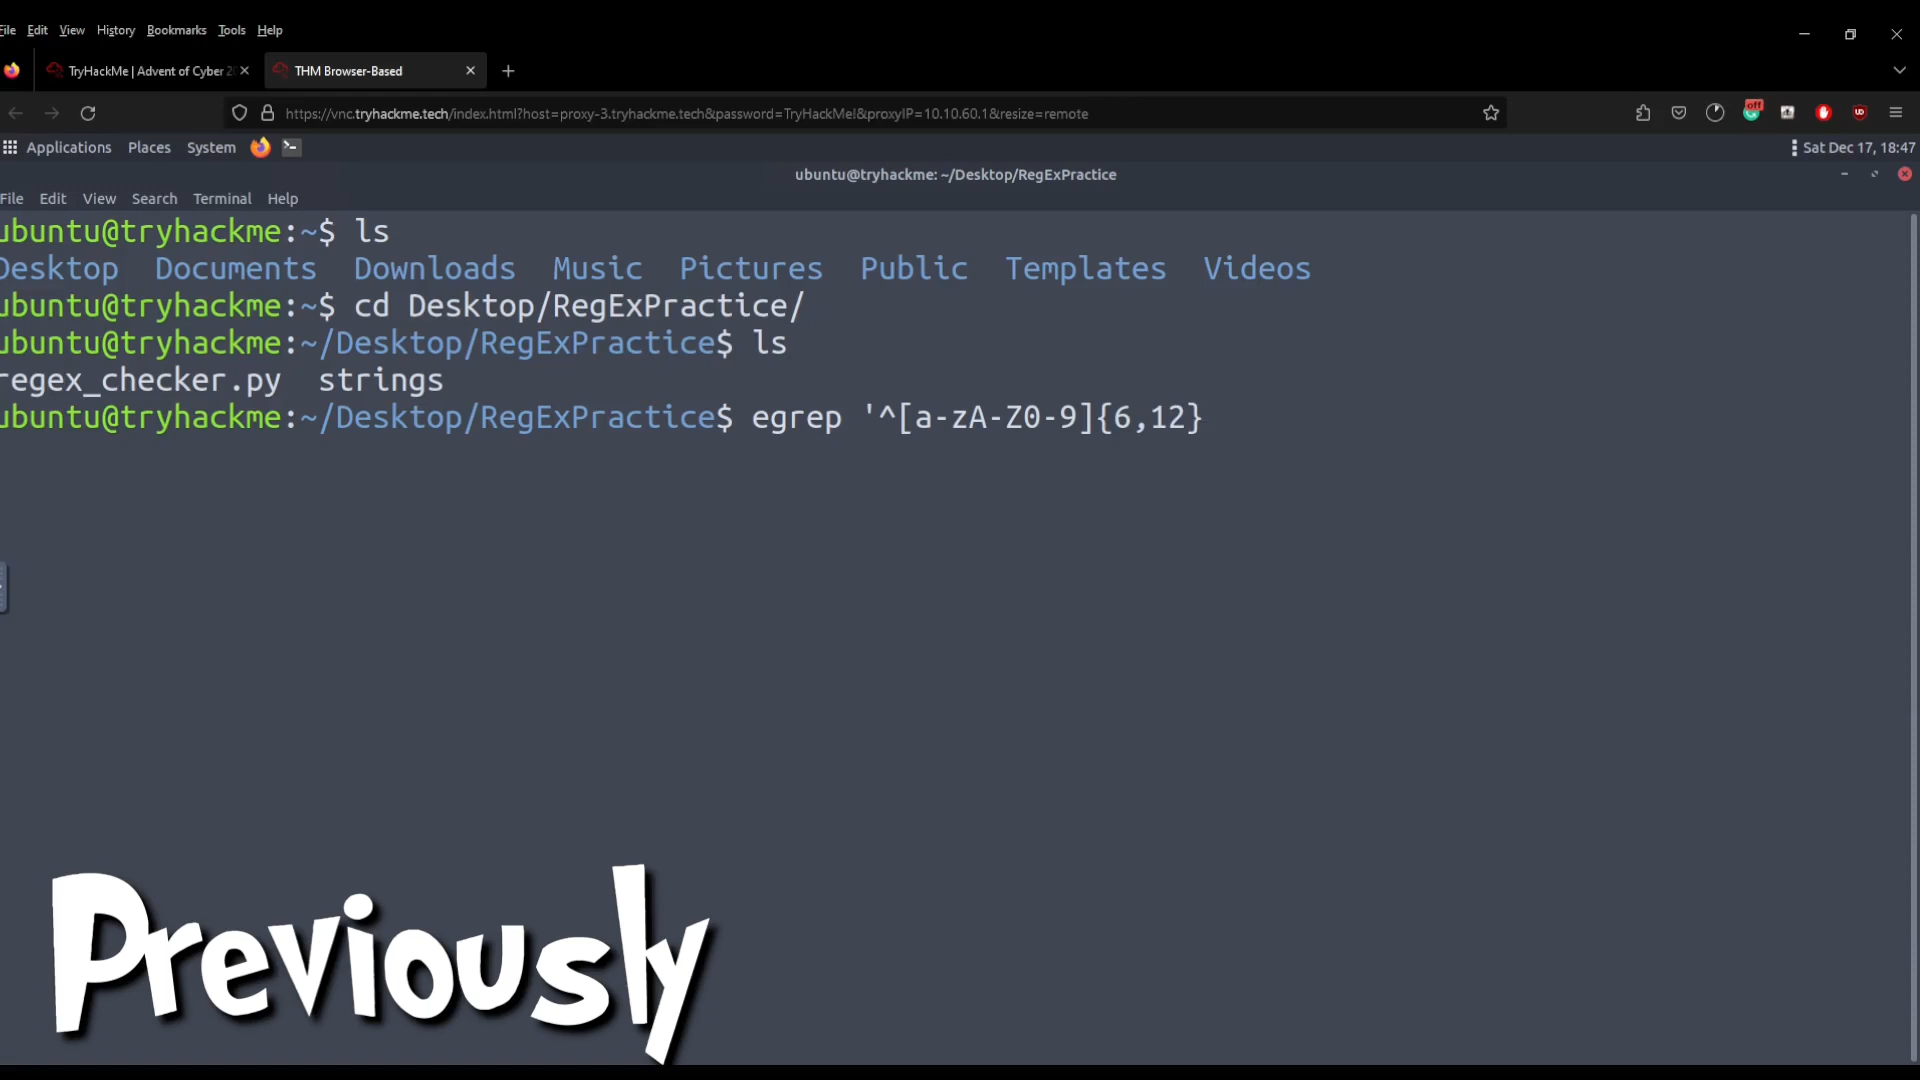 File Edit View History Bookmarks Tools Help
TryHackMe | Advent of Cyber 2
THM Browser-Based
https://vnc.tryhackme.tech/index.html?host=proxy-3.tryhackme.tech&password=TryHackMe!&proxyIP=10.10.60.1&resize=remote
off
Applications Places System
Sat Dec 17, 18:47
ubuntu@tryhackme: ~/Desktop/RegExPractice
File Edit View Search Terminal Help
ubuntu@tryhackme:~$ ls
Desktop Documents Downloads Music Pictures Public Templates Videos
ubuntu@tryhackme:~$ cd Desktop/RegExPractice/
ubuntu@tryhackme:~/Desktop/RegExPractice$ ls
regex_checker.py strings
ubuntu@tryhackme:~/Desktop/RegExPractice$ egrep '^[a-zA-Z0-9]{6,12}
Previously